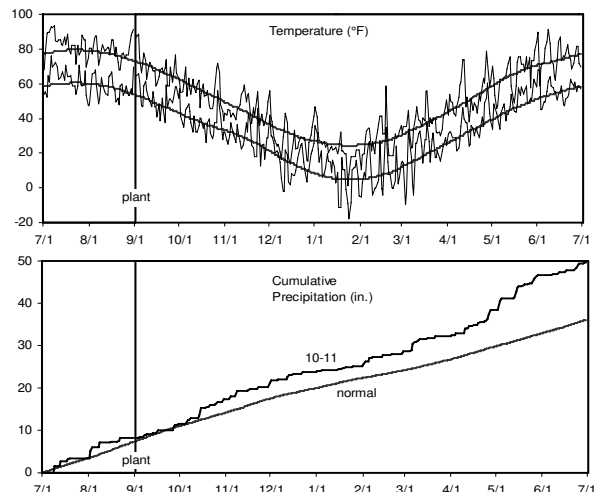 Temperature (°F)
100
80
60
40
20
0
-20
plant
7/1 8/1 9/1 10/1 11/1 12/1 1/1 2/1 3/1 4/1 5/1 6/1 7/1
Cumulative
Precipitation (in.)
50
40
30
20
10
0
10-11
normal
plant
7/1 8/1 9/1 10/1 11/1 12/1 1/1 2/1 3/1 4/1 5/1 6/1 7/1